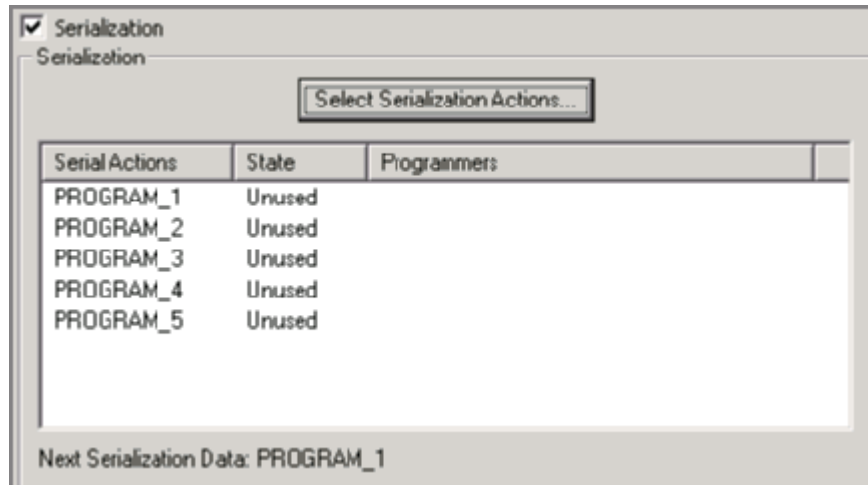 Serialization
Serialization
Select Serialization Actions...
Serial Actions State Programmers
PROGRAM_1 Unused
PROGRAM_2 Unused
PROGRAM_3 Unused
PROGRAM_4 Unused
PROGRAM_5 Unused
Next Serialization Data: PROGRAM_1